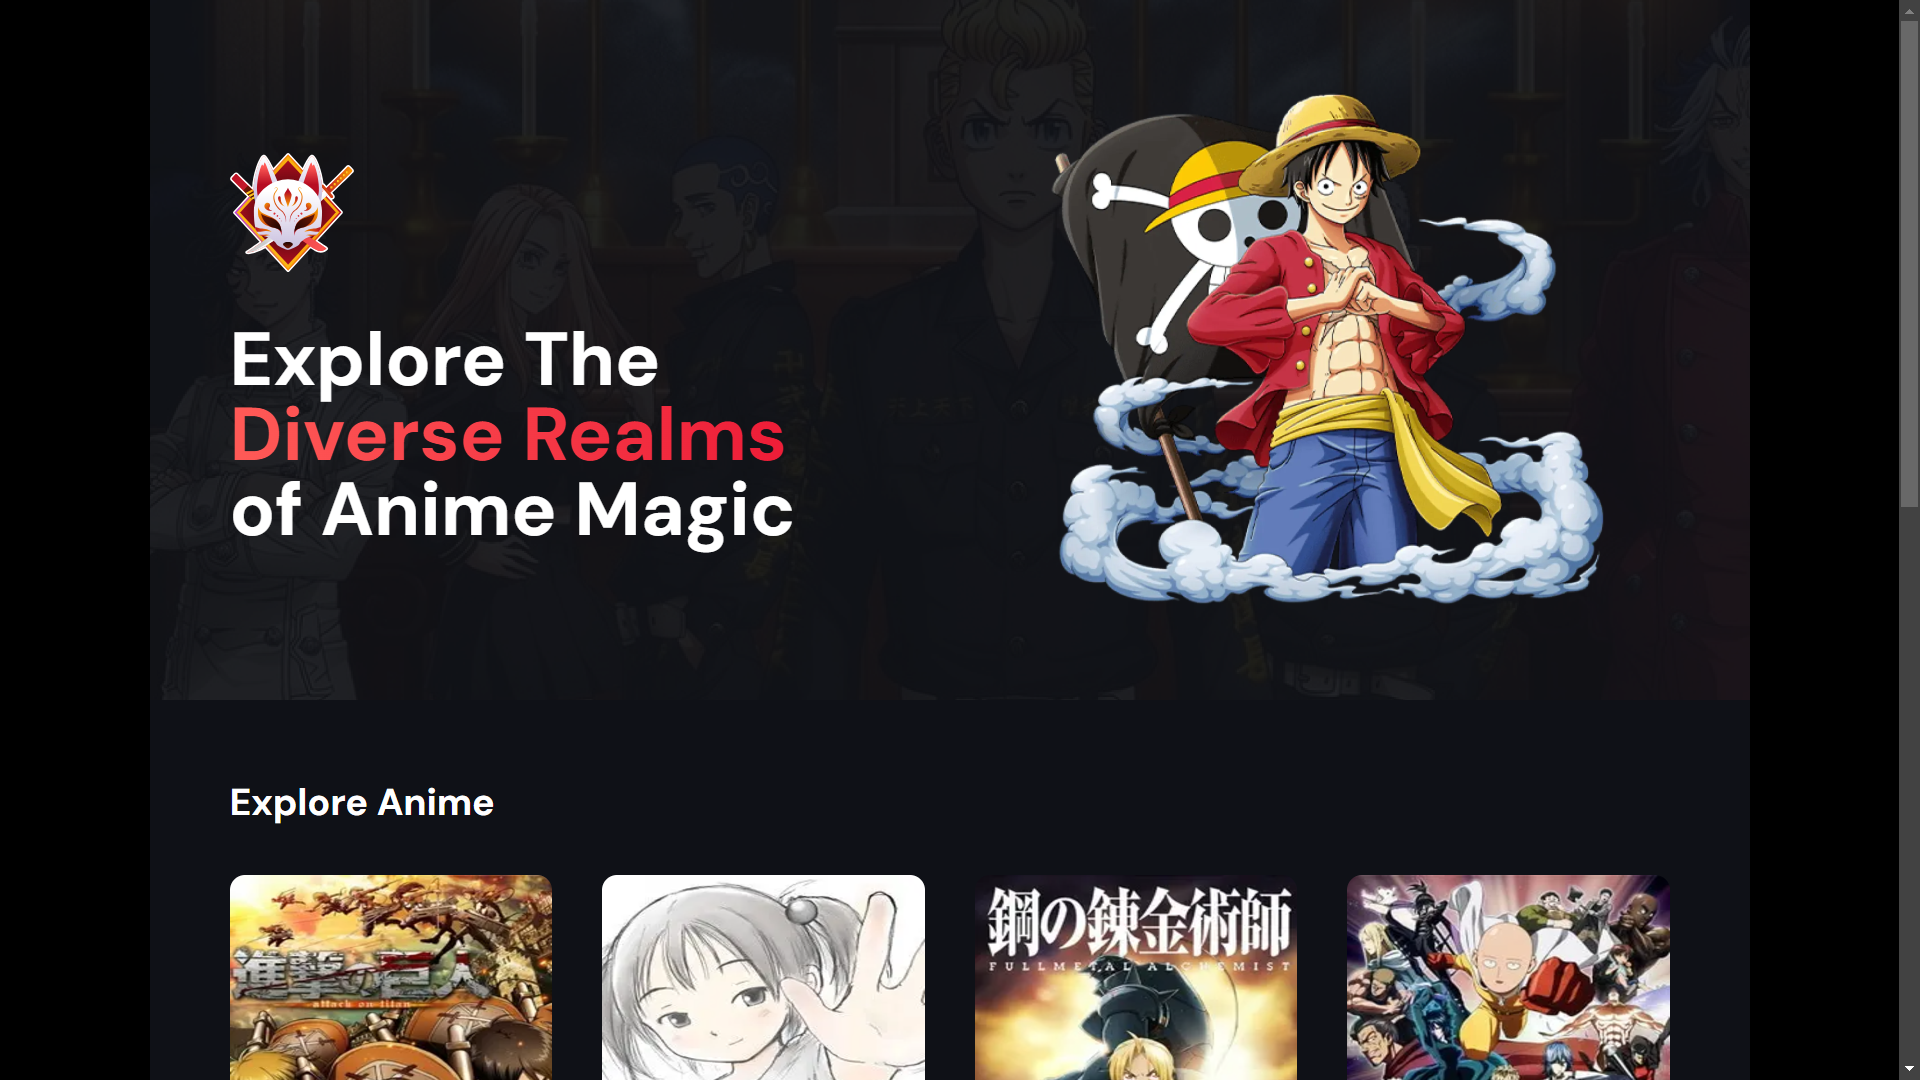 Explore The
Diverse Realms
of Anime Magic
Explore Anime
進撃の巨人
attack on titan
鋼の錬金術師
FULLMETAL ALCHEMIST